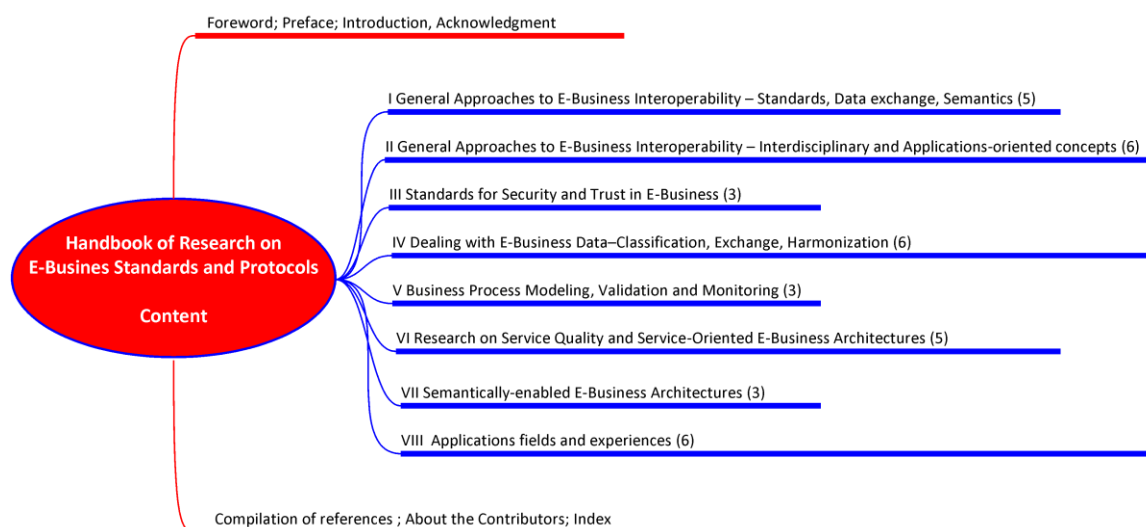 Foreword; Preface; Introduction, Acknowledgment
I General Approaches to E-Business Interoperability – Standards, Data exchange, Semantics (5)
II General Approaches to E-Business Interoperability – Interdisciplinary and Applications-oriented concepts (6)
III Standards for Security and Trust in E-Business (3)
Handbook of Research on
E-Busines Standards and Protocols
Content
IV Dealing with E-Business Data–Classification, Exchange, Harmonization (6)
V Business Process Modeling, Validation and Monitoring (3)
VI Research on Service Quality and Service-Oriented E-Business Architectures (5)
VII Semantically-enabled E-Business Architectures (3)
VIII Applications fields and experiences (6)
Compilation of references ; About the Contributors; Index